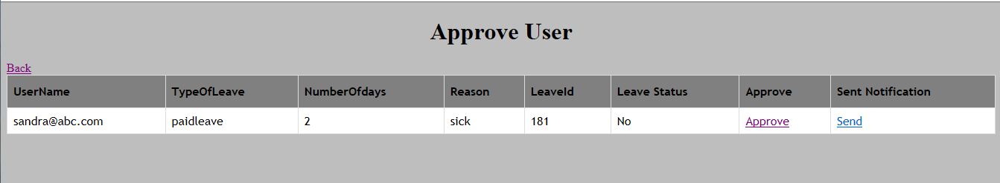 Approve User
Back
UserName TypeOfLeave NumberOfdays Reason LeaveId Leave Status Approve Sent Notification
sandra@abc.com paidleave 2 sick 181 No Approve Send